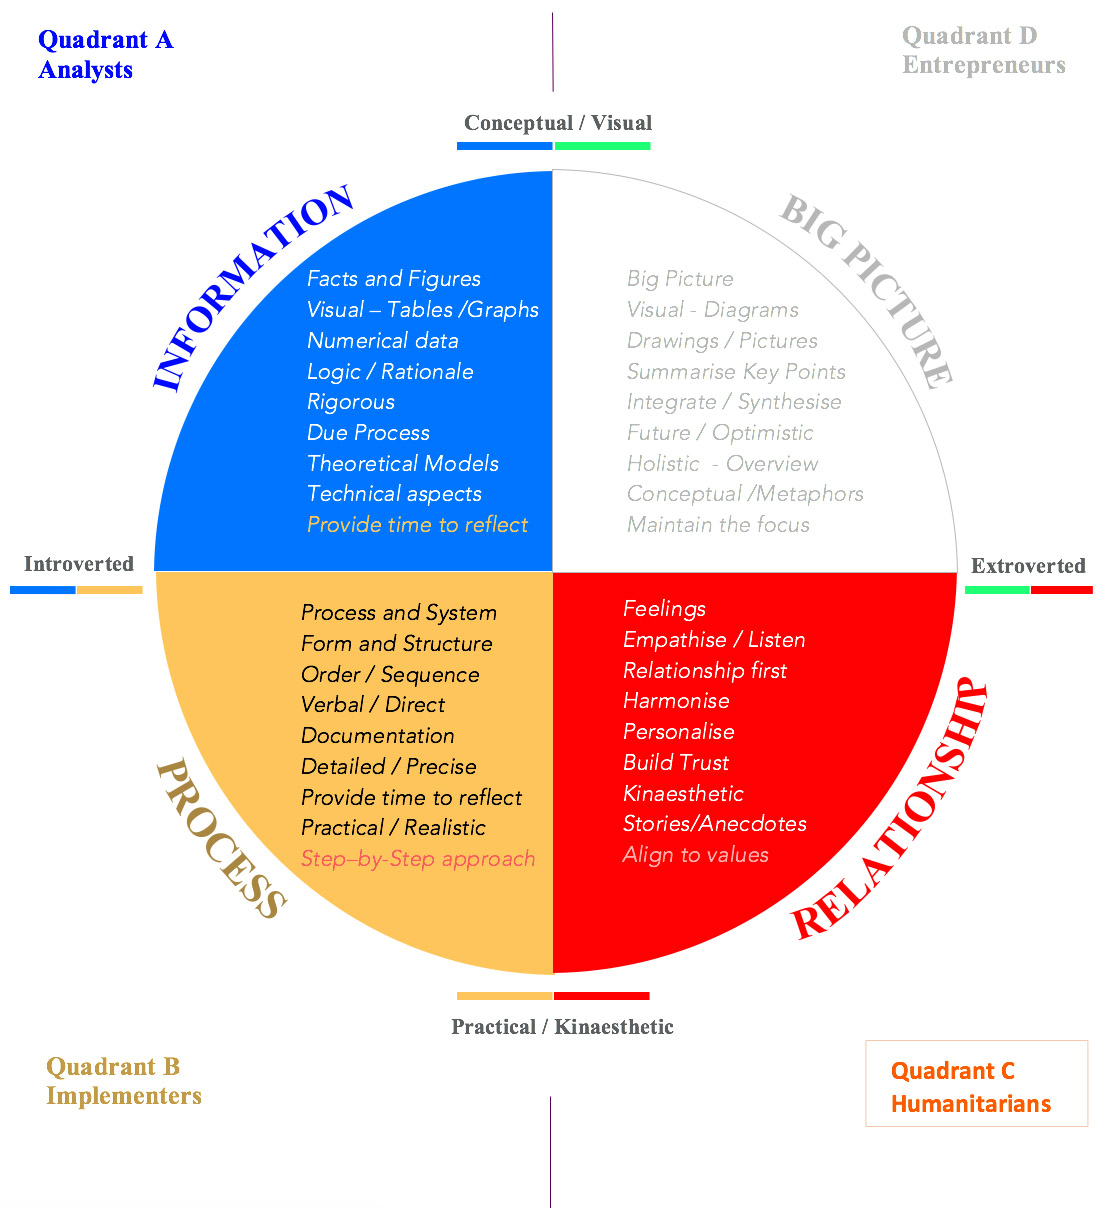 Quadrant A
Analysts
Quadrant D
Entrepreneurs
Conceptual / Visual
INFORMATION
BIG PICTURE
Facts and Figures
Visual – Tables /Graphs
Numerical data
Logic / Rationale
Rigorous
Due Process
Theoretical Models
Technical aspects
Provide time to reflect
Big Picture
Visual - Diagrams
Drawings / Pictures
Summarise Key Points
Integrate / Synthesise
Future / Optimistic
Holistic - Overview
Conceptual /Metaphors
Maintain the focus
Introverted
Extroverted
Process and System
Form and Structure
Order / Sequence
Verbal / Direct
Documentation
Detailed / Precise
Provide time to reflect
Practical / Realistic
Step–by-Step approach
Feelings
Empathise / Listen
Relationship first
Harmonise
Personalise
Build Trust
Kinaesthetic
Stories/Anecdotes
Align to values
PROCESS
RELATIONSHIP
Practical / Kinaesthetic
Quadrant B
Implementers
Quadrant C
Humanitarians